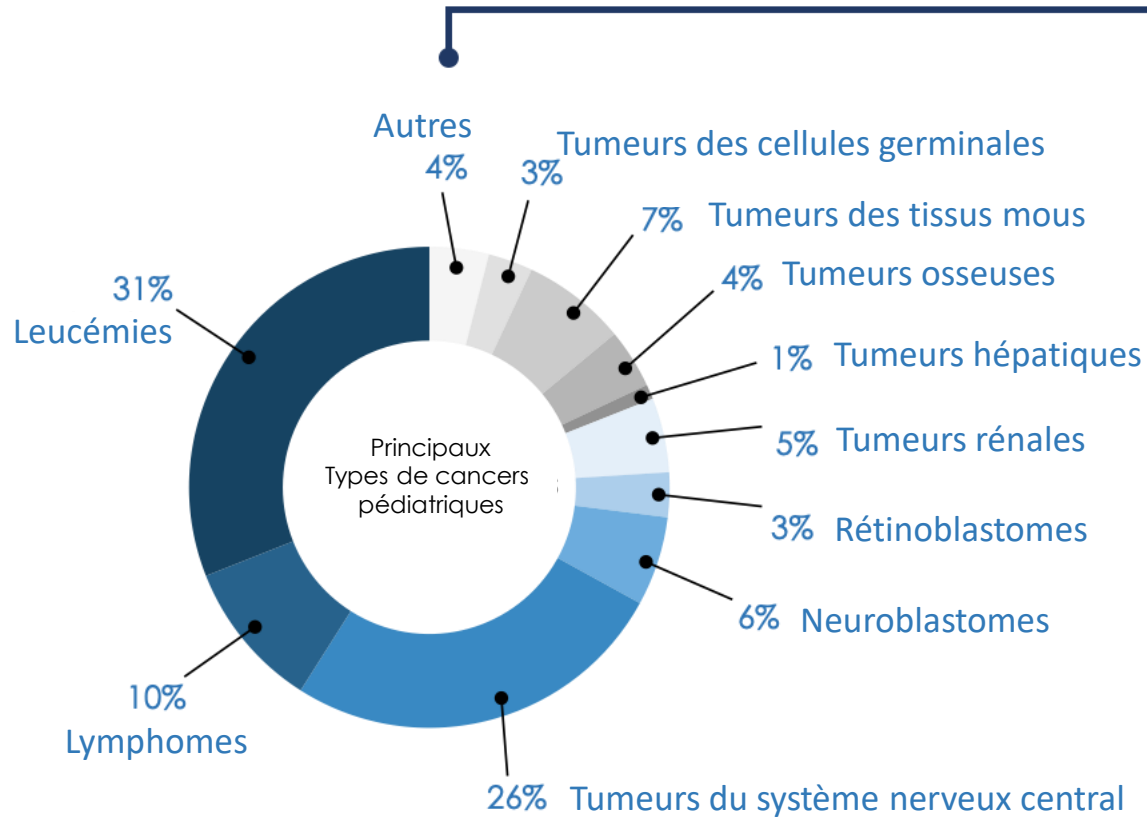 Autres
4%
3% Tumeurs des cellules germinales
7% Tumeurs des tissus mous
4% Tumeurs osseuses
1% Tumeurs hépatiques
5% Tumeurs rénales
3% Rétinoblastomes
6% Neuroblastomes
26% Tumeurs du système nerveux central
10%
Lymphomes
31%
Leucémies
Principaux
Types de cancers
pédiatriques